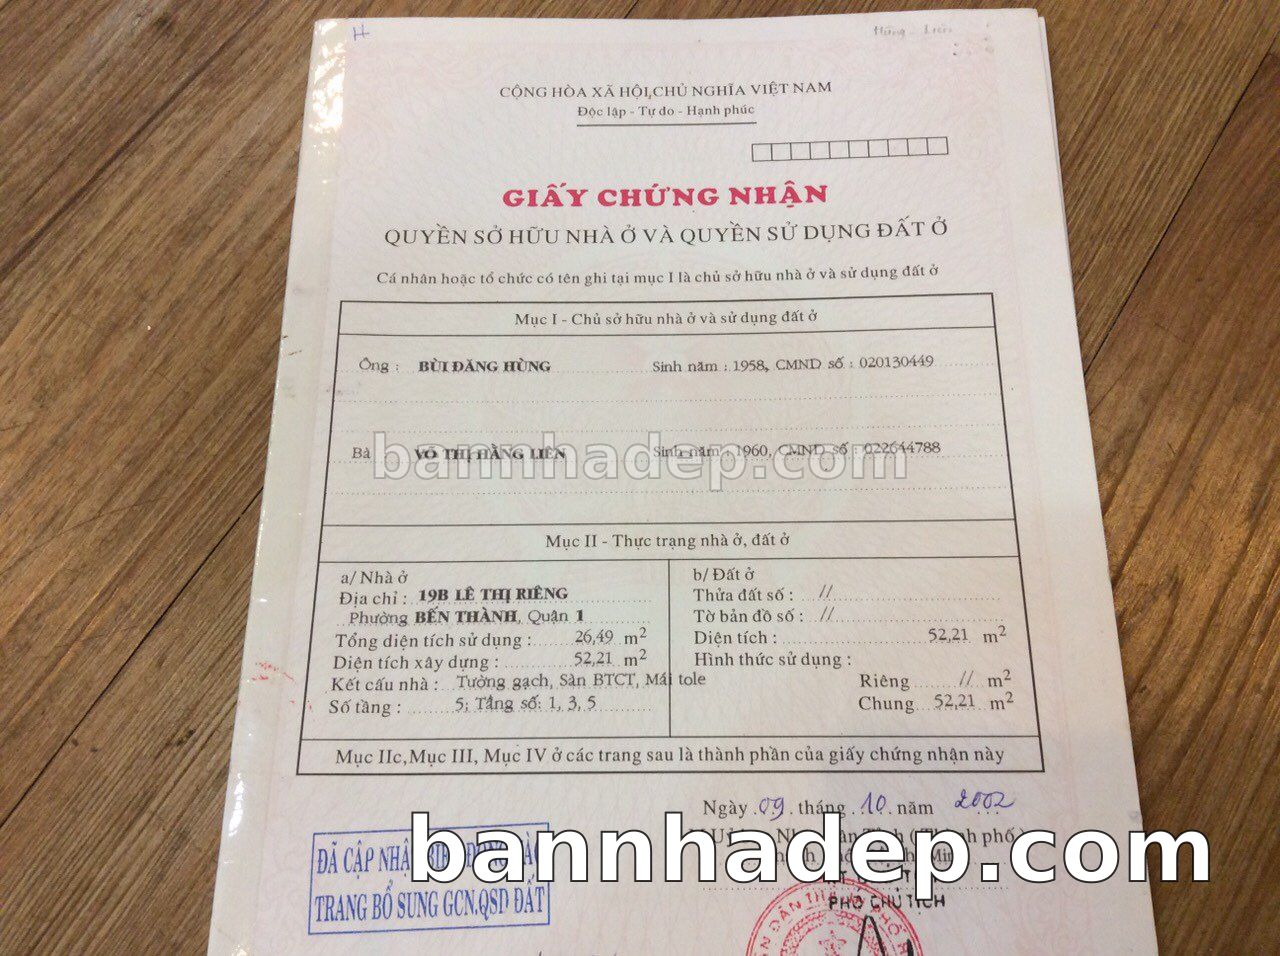 H
Hùng - Liên
CỘNG HÒA XÃ HỘI CHỦ NGHĨA VIỆT NAM
Độc lập - Tự do - Hạnh phúc
GIẤY CHỨNG NHẬN
QUYỀN SỞ HỮU NHÀ Ở VÀ QUYỀN SỬ DỤNG ĐẤT Ở
Cá nhân hoặc tổ chức có tên ghi tại mục I là chủ sở hữu nhà ở và sử dụng đất ở
Mục I - Chủ sở hữu nhà ở và sử dụng đất ở
Ông : BÙI ĐĂNG HÙNG Sinh năm : 1958, CMND số : 020130449
Bà VÕ THỊ HẰNG LIÊN Sinh năm : 1960, CMND số : 022644788
bannhadep.com
Mục II - Thực trạng nhà ở, đất ở
a/ Nhà ở
Địa chỉ : 19B LÊ THỊ RIÊNG
Phường BẾN THÀNH, Quận 1
Tổng diện tích sử dụng : 26,49 m2
Diện tích xây dựng : 52,21 m2
Kết cấu nhà : Tường gạch, Sàn BTCT, Mái tole
Số tầng : 5; Tầng số: 1, 3, 5
b/ Đất ở
Thửa đất số : //
Tờ bản đồ số : //
Diện tích : 52,21 m2
Hình thức sử dụng :
Riêng // m2
Chung 52,21 m2
Mục IIc, Mục III, Mục IV ở các trang sau là thành phần của giấy chứng nhận này
Ngày 09 tháng 10 năm 2002
bannhadep.com
PHÓ CHỦ TỊCH
ĐÃ CẬP NHẬT
TRANG BỔ SUNG GCN.QSD ĐẤT